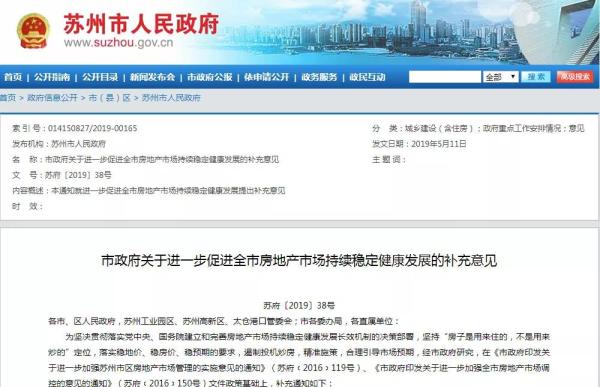 苏州市人民政府
www.suzhou.gov.cn
首页 | 公开指南 | 公开目录 | 新闻发布会 | 市政府公报 | 依申请公开 | 政务服务 | 政民互动
全部 搜 索 高级搜索
首页 > 政府信息公开 > 市（县）区 > 苏州市人民政府
索 引 号：014150827/2019-00165 分 类：城乡建设（含住房）；政府重点工作安排情况；意见
发布机构：苏州市人民政府 发文日期：2019年5月11日
名 称：市政府关于进一步促进全市房地产市场持续稳定健康发展的补充意见 主 题 词：
文 号：苏府〔2019〕38号
内容概述：本通知就进一步促进全市房地产市场持续稳定健康发展提出补充意见
时 效：
市政府关于进一步促进全市房地产市场持续稳定健康发展的补充意见
苏府〔2019〕38号
各市、区人民政府，苏州工业园区、苏州高新区、太仓港口管委会；市各委办局，各直属单位：
为坚决贯彻落实党中央、国务院建立和完善房地产市场持续稳定健康发展长效机制的决策部署，坚持“房子是用来住的，不是用来
炒的”定位，落实稳地价、稳房价、稳预期的要求，遏制投机炒房，精准施策，合理引导市场预期，经市政府研究，在《市政府印发关
于进一步加强苏州市区房地产市场管理的实施意见的通知》（苏府〔2016〕119号）、《市政府印发关于进一步加强全市房地产市场调
控的意见的通知》（苏府〔2016〕150号）文件政策基础上，补充通知如下：